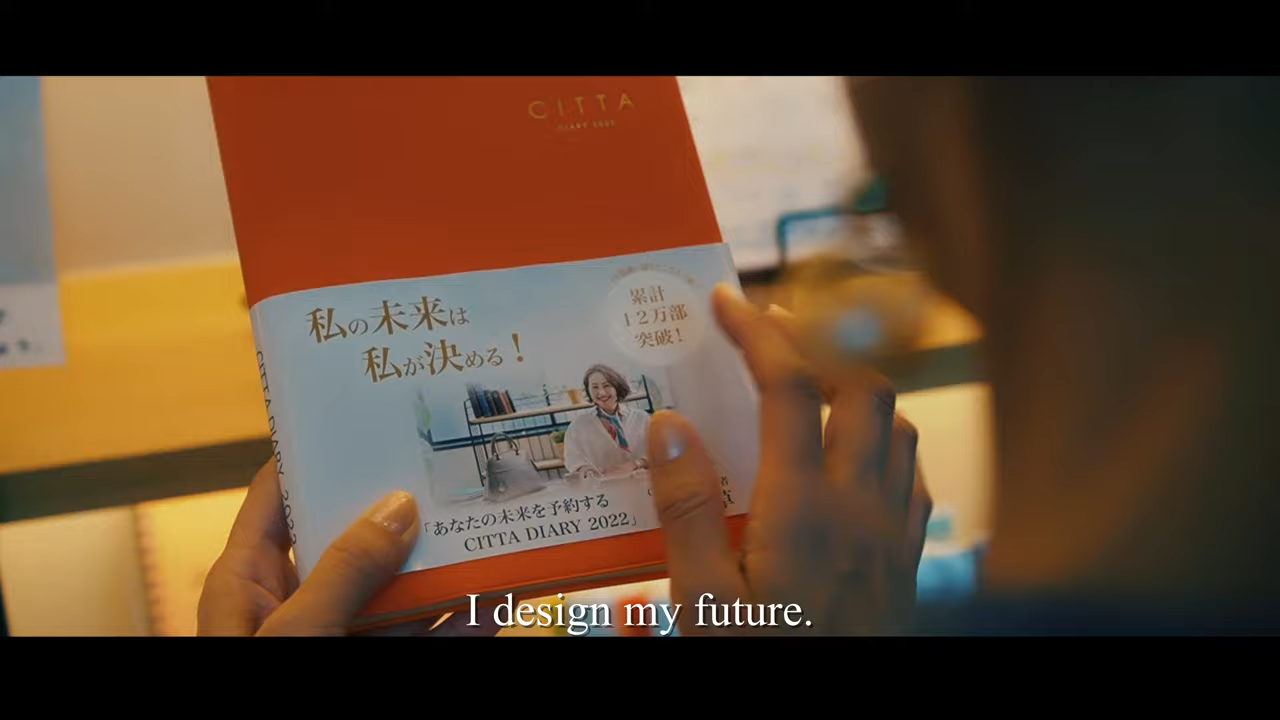 CITTA
DIARY 2022
私の未来は
私が決める!
累計
12万部
突破!
「あなたの未来を予約する
CITTA DIARY 2022」
CITTA DIARY 2022
I design my future.